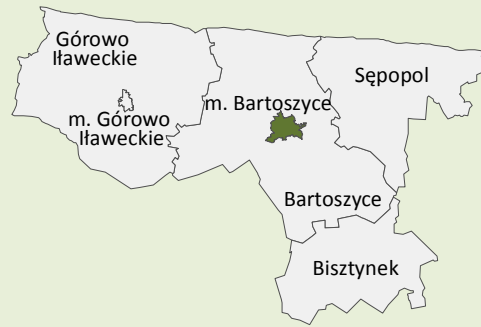 Górowo
Iławeckie
m. Górowo
Iławeckie
m. Bartoszyce
Sępopol
Bartoszyce
Bisztynek